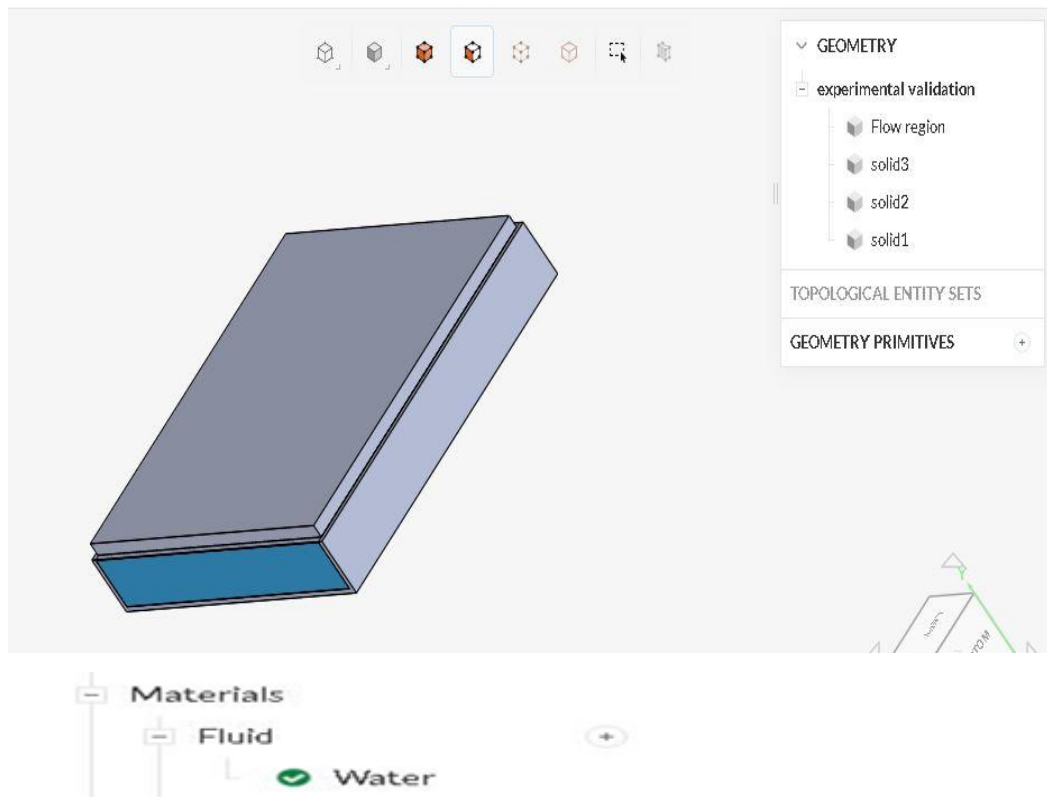 GEOMETRY
experimental validation
Flow region
solid3
solid2
solid1
TOPOLOGICAL ENTITY SETS
GEOMETRY PRIMITIVES
Materials
Fluid
Water